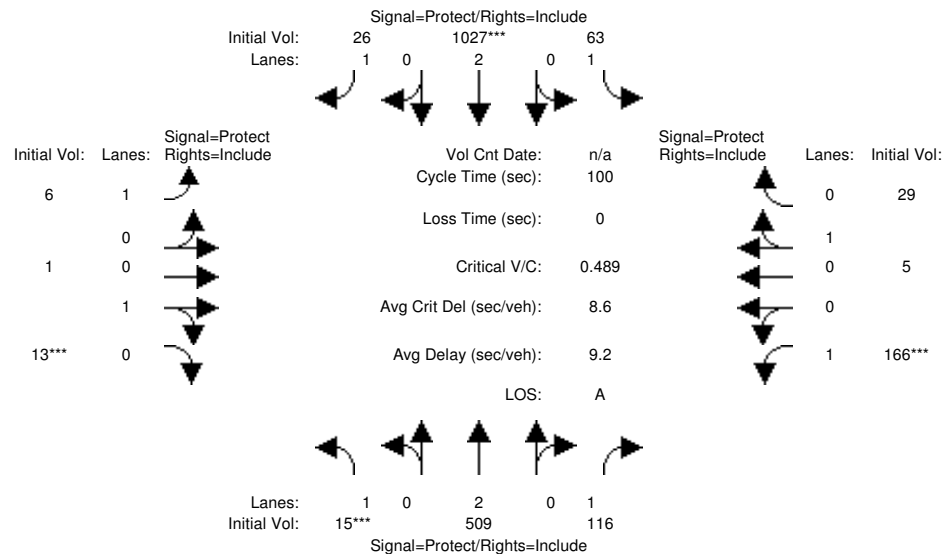 Signal=Protect/Rights=Include
Initial Vol: 26 1027*** 63
Lanes: 1 0 2 0 1
Signal=Protect
Initial Vol: Lanes: Rights=Include
Vol Cnt Date: n/a
Signal=Protect
Rights=Include Lanes: Initial Vol:
Cycle Time (sec): 100
6 1
0 29
Loss Time (sec): 0
0
1
1 0
Critical V/C: 0.489
0 5
1
Avg Crit Del (sec/veh): 8.6
0
13*** 0
Avg Delay (sec/veh): 9.2
1 166***
LOS: A
Lanes: 1 0 2 0 1
Initial Vol: 15*** 509 116
Signal=Protect/Rights=Include